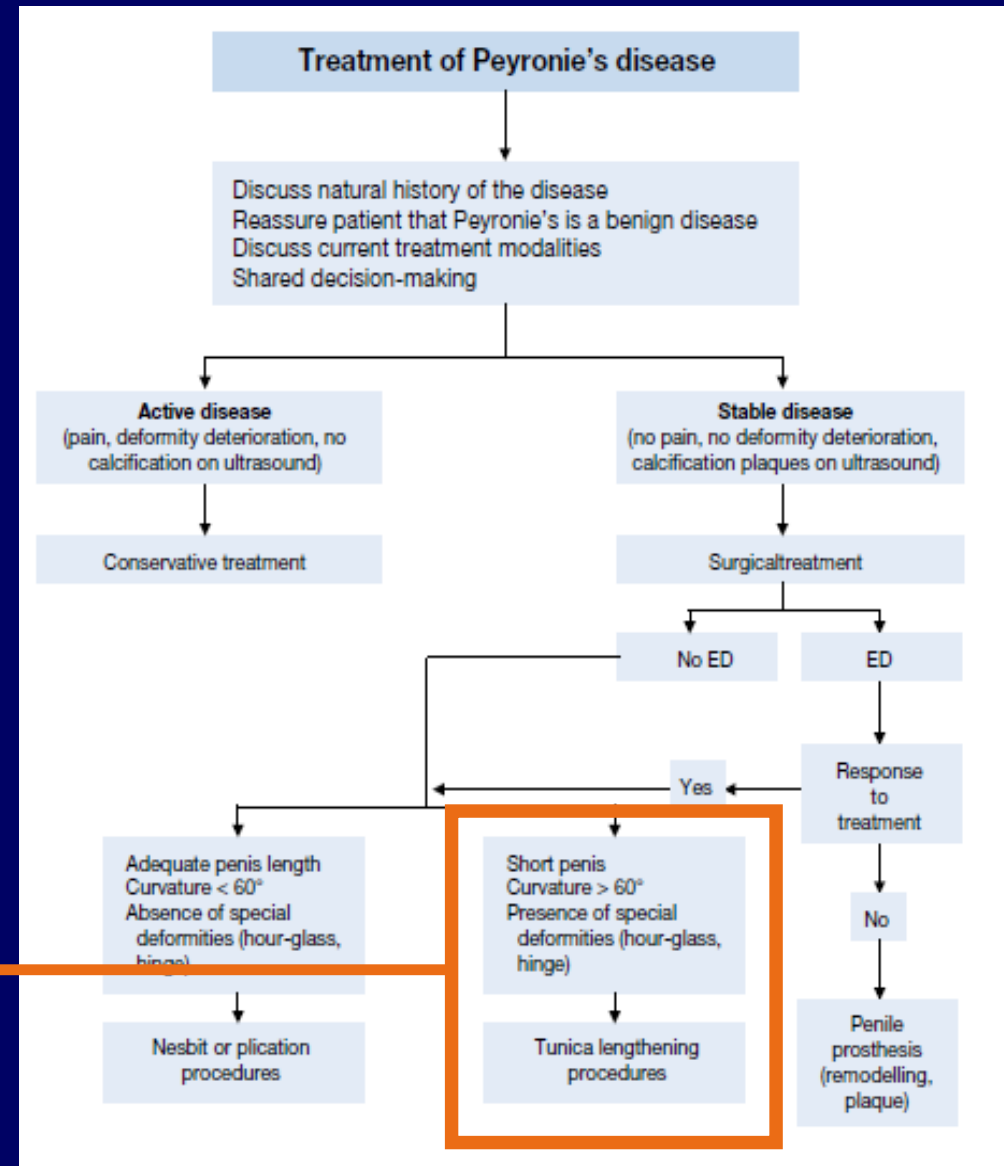 Treatment of Peyronie's disease
Discuss natural history of the disease
Reassure patient that Peyronie's is a benign disease
Discuss current treatment modalities
Shared decision-making
Active disease
(pain, deformity deterioration, no
calcification on ultrasound)
Stable disease
(no pain, no deformity deterioration,
calcification plaques on ultrasound)
Conservative treatment
Surgicaltreatment
No ED
ED
Yes
Response
to
treatment
Adequate penis length
Curvature < 60°
Absence of special
deformities (hour-glass,
hinge)
Short penis
Curvature > 60°
Presence of special
deformities (hour-glass,
hinge)
No
Nesbit or plication
procedures
Tunica lengthening
procedures
Penile
prosthesis
(remodelling,
plaque)